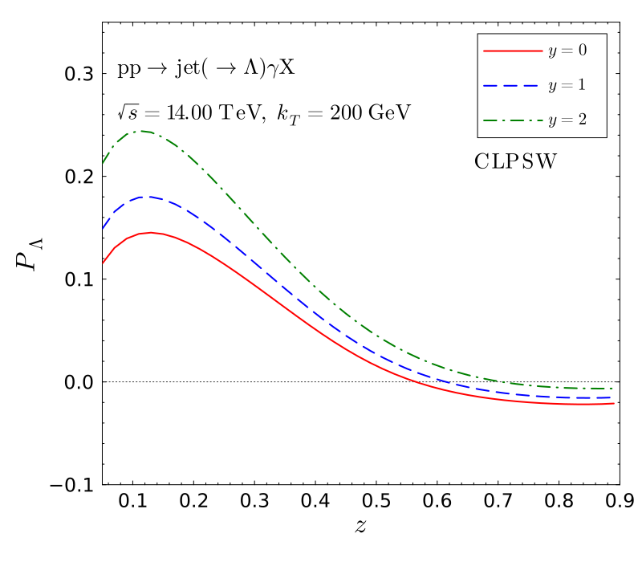 pp → jet( → Λ)γX
√s = 14.00 TeV, k_T = 200 GeV
y = 0
y = 1
y = 2
CLPSW
P_Λ
0.3
0.2
0.1
0.0
−0.1
0.1 0.2 0.3 0.4 0.5 0.6 0.7 0.8 0.9
z